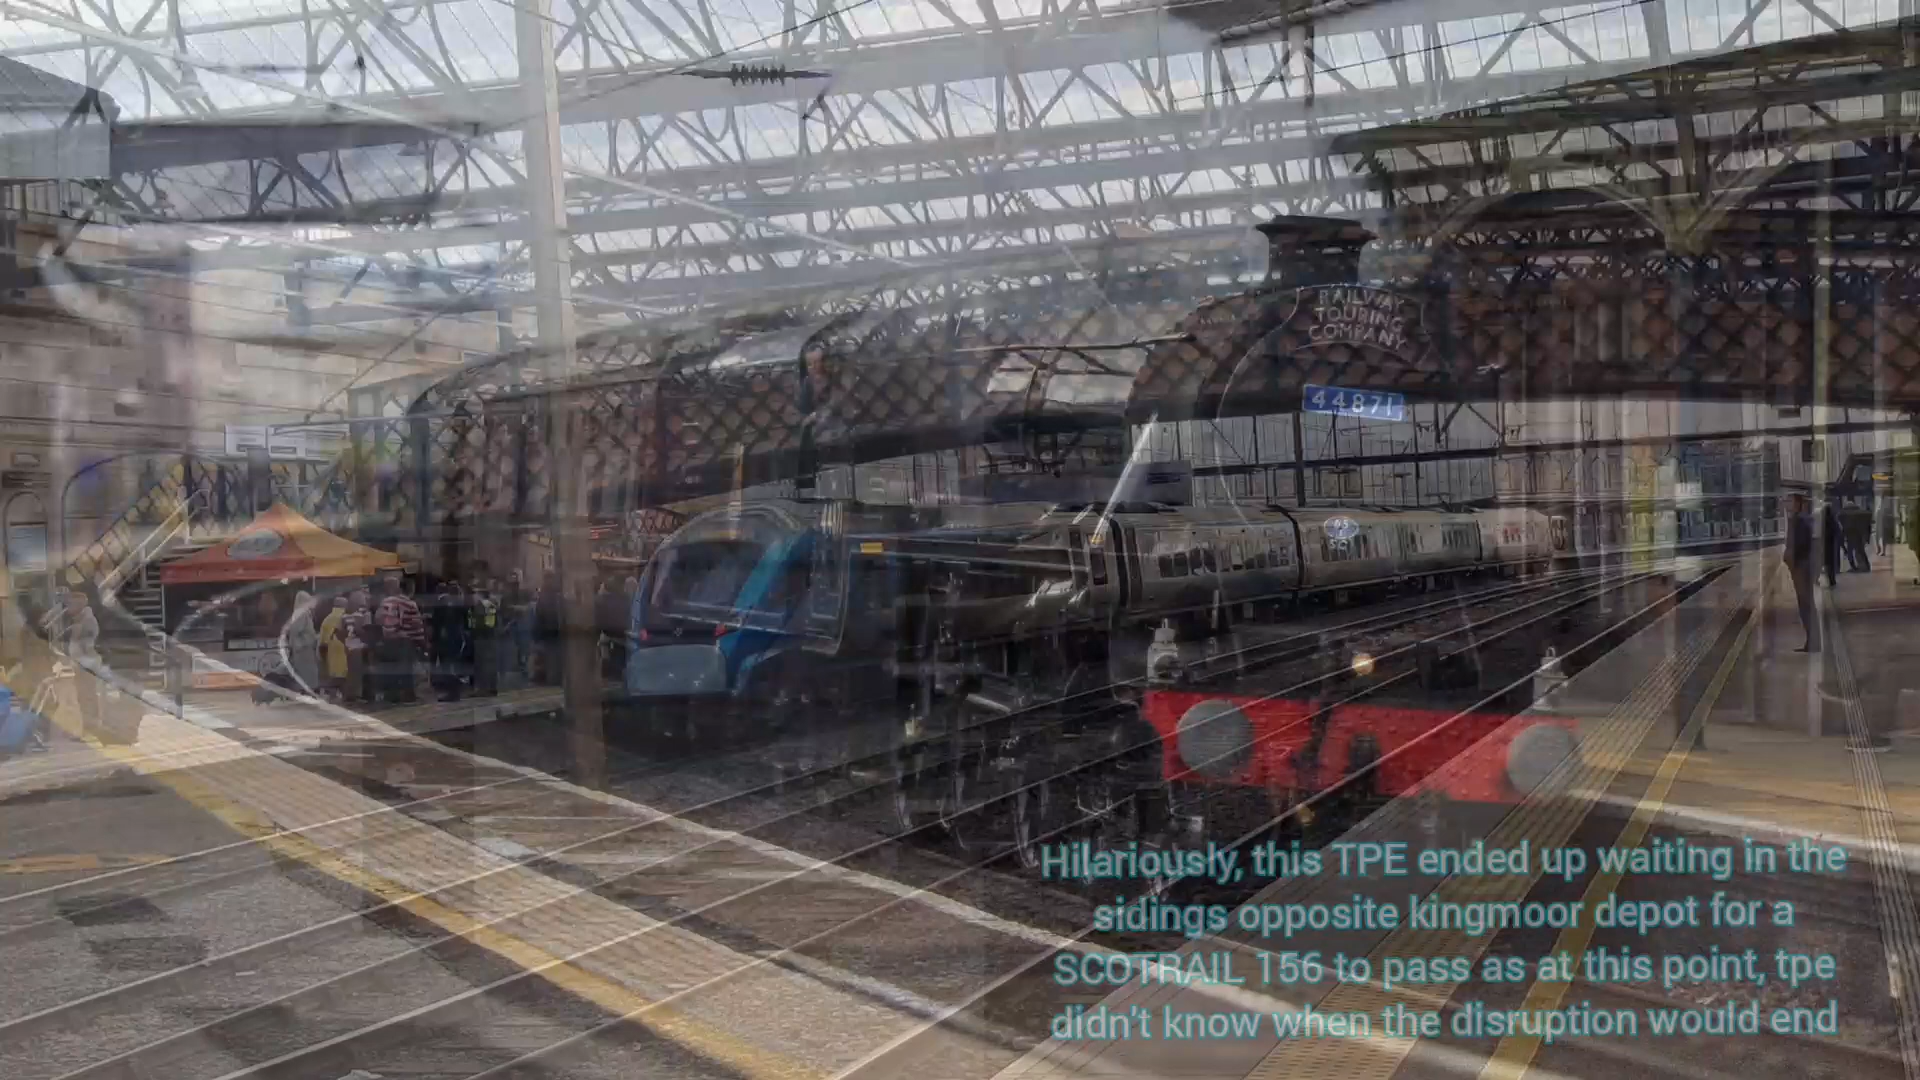 RAILWAY
TOURING
COMPANY
44871
Hilariously, this TPE ended up waiting in the
sidings opposite kingmoor depot for a
SCOTRAIL 156 to pass as at this point, tpe
didn't know when the disruption would end